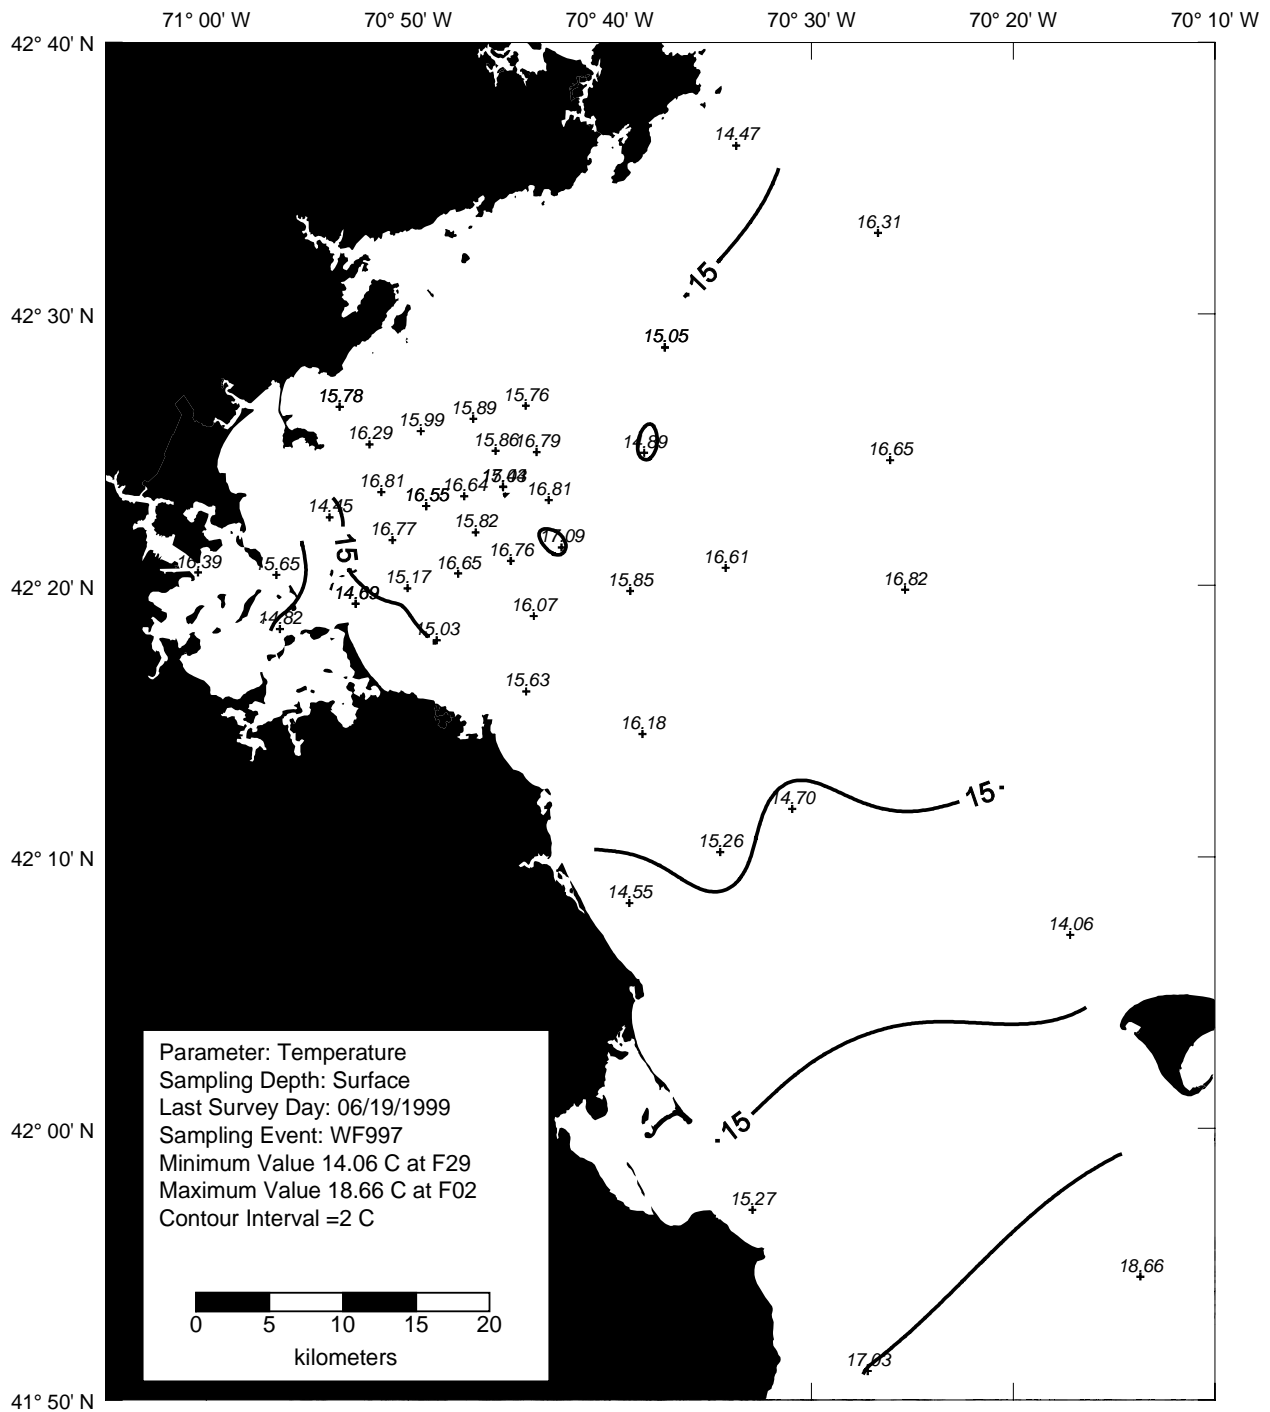 71° 00' W 70° 50' W 70° 40' W 70° 30' W 70° 20' W 70° 10' W
42° 40' N
14.47
16.31
15
42° 30' N
15.05
15.78
15.76
15.89
15.99
16.29
15.86
16.79
14.89
16.65
16.81
16.64
16.81
16.55
14.45
15.82
16.77
17.09
15
16.76
16.39
15.65
15.17
16.65
16.61
42° 20' N
15.85
16.82
14.69
16.07
14.82
15.03
15.63
16.18
15
14.70
15.26
42° 10' N
14.55
14.06
Parameter: Temperature
Sampling Depth: Surface
Last Survey Day: 06/19/1999
Sampling Event: WF997
Minimum Value 14.06 C at F29
Maximum Value 18.66 C at F02
Contour Interval =2 C
0 5 10 15 20
kilometers
15
42° 00' N
15.27
18.66
17.03
41° 50' N